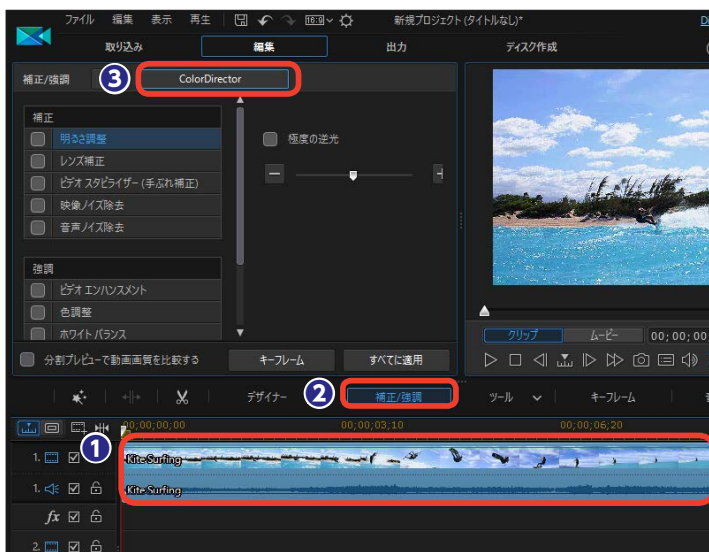 ファイル 編集 表示 再生 16:9 新規プロジェクト (タイトルなし)*
取り込み 編集 出力 ディスク作成
補正/強調 3 ColorDirector
補正
明るさ調整 極度の逆光
レンズ補正
ビデオ スタビライザー (手ぶれ補正)
映像ノイズ除去
音声ノイズ除去
強調
ビデオ エンハンスメント
色調整
ホワイト バランス
クリップ ムービー 00; 00; 00
分割プレビューで動画画質を比較する キーフレーム すべてに適用
デザイナー 2 補正/強調 ツール キーフレーム
00;00;00;00 00;00;03;10 00;00;06;20
1
1. Kite Surfing
1. Kite Surfing
fx
2.